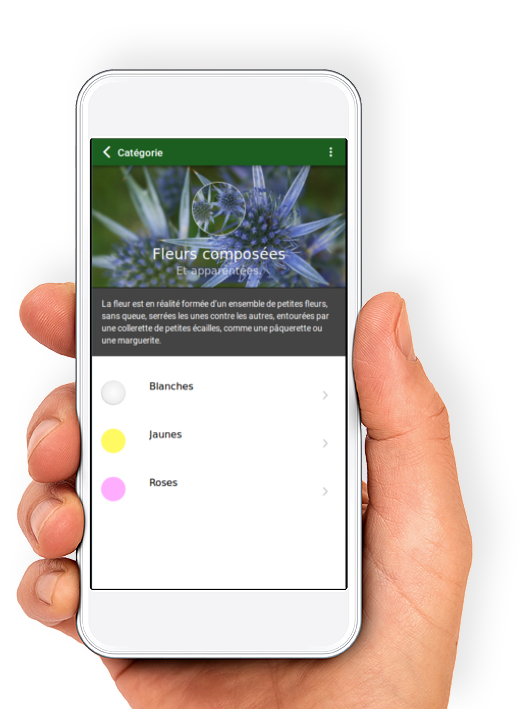 Catégorie
Fleurs composées
Et apparentées.
La fleur est en réalité formée d'un ensemble de petites fleurs,
sans queue, serrées les unes contre les autres, entourées par
une collerette de petites écailles, comme une pâquerette ou
une marguerite.
Blanches
Jaunes
Roses